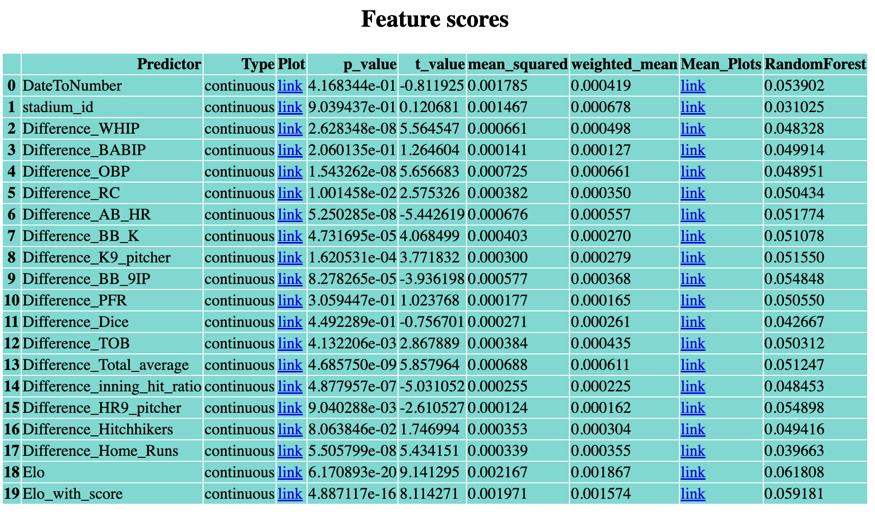 Feature scores
Predictor Type Plot p_value t_value mean_squared weighted_mean Mean_Plots RandomForest
0 DateToNumber continuous link 4.168344e-01 -0.811925 0.001785 0.000419 link 0.053902
1 stadium_id continuous link 9.039437e-01 0.120681 0.001467 0.000678 link 0.031025
2 Difference_WHIP continuous link 2.628348e-08 5.564547 0.000661 0.000498 link 0.048328
3 Difference_BABIP continuous link 2.060135e-01 1.264604 0.000141 0.000127 link 0.049914
4 Difference_OBP continuous link 1.543262e-08 5.656683 0.000725 0.000661 link 0.048951
5 Difference_RC continuous link 1.001458e-02 2.575326 0.000382 0.000350 link 0.050434
6 Difference_AB_HR continuous link 5.250285e-08 -5.442619 0.000676 0.000557 link 0.051774
7 Difference_BB_K continuous link 4.731695e-05 4.068499 0.000403 0.000270 link 0.051078
8 Difference_K9_pitcher continuous link 1.620531e-04 3.771832 0.000300 0.000279 link 0.051550
9 Difference_BB_9IP continuous link 8.278265e-05 -3.936198 0.000577 0.000368 link 0.054848
10 Difference_PFR continuous link 3.059447e-01 1.023768 0.000177 0.000165 link 0.050550
11 Difference_Dice continuous link 4.492289e-01 -0.756701 0.000271 0.000261 link 0.042667
12 Difference_TOB continuous link 4.132206e-03 2.867889 0.000384 0.000435 link 0.050312
13 Difference_Total_average continuous link 4.685750e-09 5.857964 0.000688 0.000611 link 0.051247
14 Difference_inning_hit_ratio continuous link 4.877957e-07 -5.031052 0.000255 0.000225 link 0.048453
15 Difference_HR9_pitcher continuous link 9.040288e-03 -2.610527 0.000124 0.000162 link 0.054898
16 Difference_Hitchhikers continuous link 8.063846e-02 1.746994 0.000353 0.000304 link 0.049416
17 Difference_Home_Runs continuous link 5.505799e-08 5.434151 0.000339 0.000355 link 0.039663
18 Elo continuous link 6.170893e-20 9.141295 0.002167 0.001867 link 0.061808
19 Elo_with_score continuous link 4.887117e-16 8.114271 0.001971 0.001574 link 0.059181